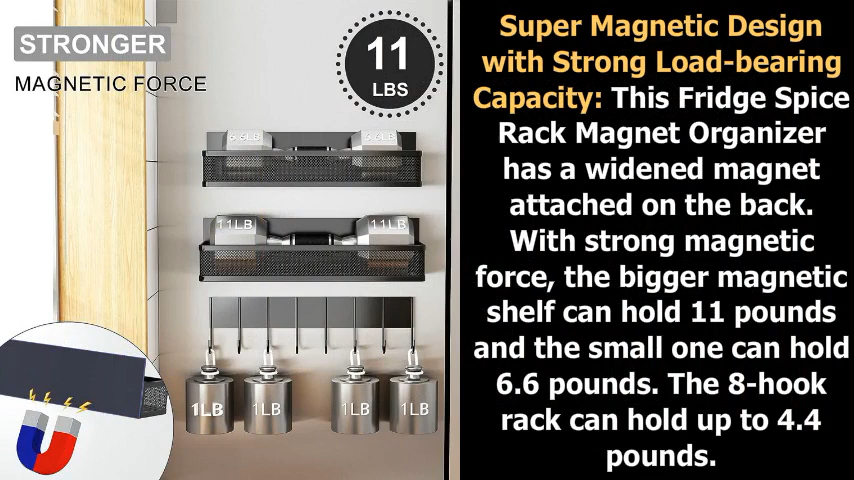 STRONGER
MAGNETIC FORCE
11
LBS
6.6LB 6.6LB
11LB 11LB
1LB 1LB 1LB 1LB
Super Magnetic Design
with Strong Load-bearing
Capacity: This Fridge Spice
Rack Magnet Organizer
has a widened magnet
attached on the back.
With strong magnetic
force, the bigger magnetic
shelf can hold 11 pounds
and the small one can hold
6.6 pounds. The 8-hook
rack can hold up to 4.4
pounds.